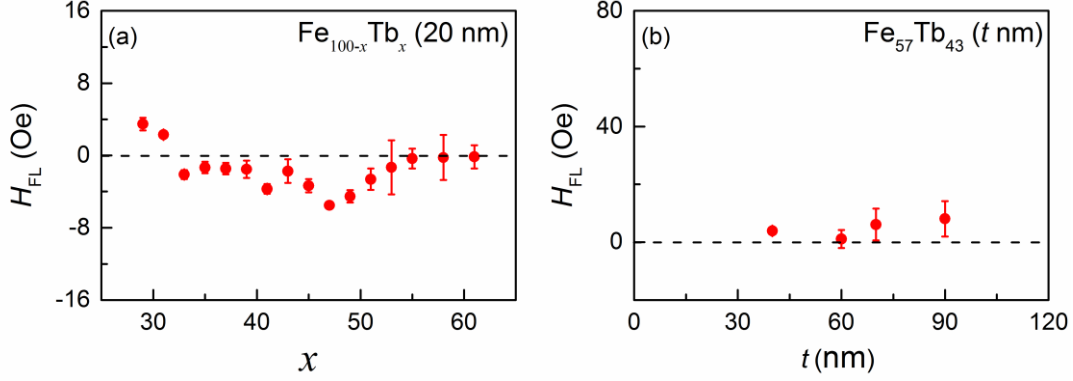 (a) Fe100-xTbx (20 nm)
16
8
0
-8
-16
HFL (Oe)
30 40 50 60
x
(b) Fe57Tb43 (t nm)
80
40
0
HFL (Oe)
0 30 60 90 120
t (nm)